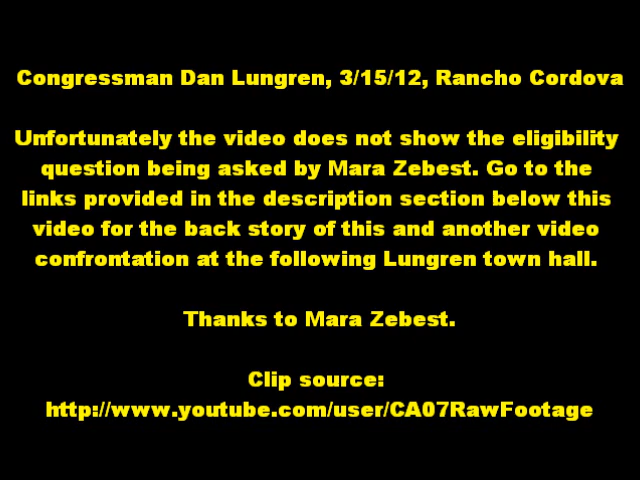 Congressman Dan Lungren, 3/15/12, Rancho Cordova
Unfortunately the video does not show the eligibility
question being asked by Mara Zebest. Go to the
links provided in the description section below this
video for the back story of this and another video
confrontation at the following Lungren town hall.
Thanks to Mara Zebest.
Clip source:
http://www.youtube.com/user/CA07RawFootage